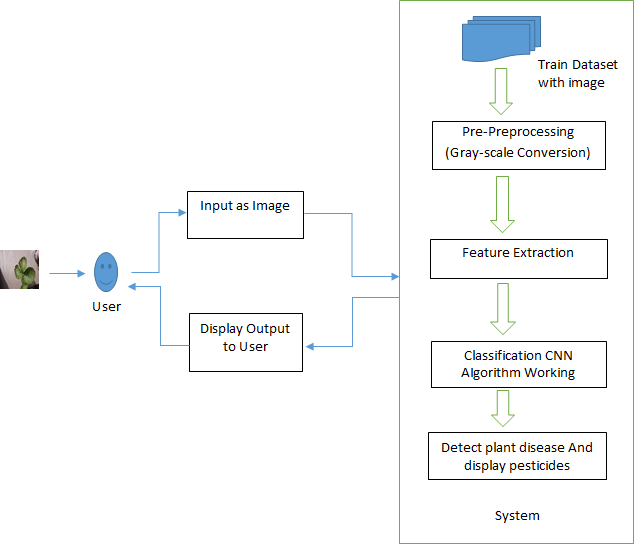 Train Dataset
with image
Pre-Preprocessing
(Gray-scale Conversion)
Input as Image
Feature Extraction
User
Display Output
to User
Classification CNN
Algorithm Working
Detect plant disease And
display pesticides
System